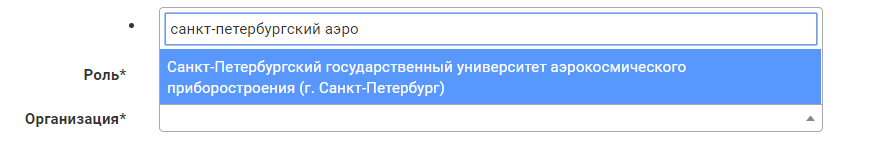 санкт-петербургский аэро
Санкт-Петербургский государственный университет аэрокосмического
приборостроения (г. Санкт-Петербург)
Роль*
Организация*